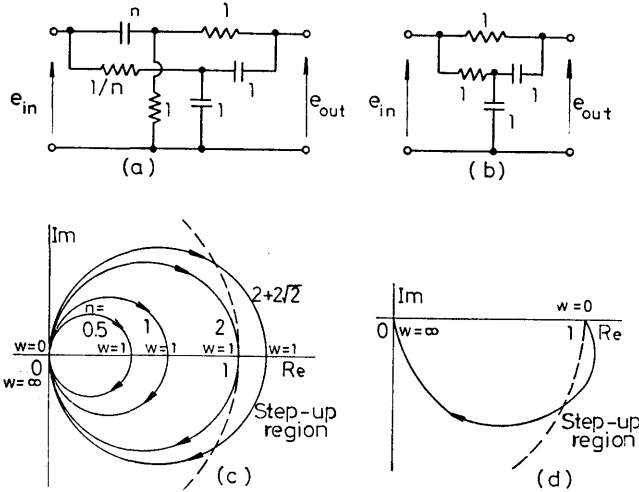 n
1
1/n
1
1
1
e_in
e_out
(a)
1
1
1
1
e_in
e_out
(b)
Im
2+2√2
n=
0.5
1
2
w=0
w=1
w=1
w=1
w=1
0
1
Re
w=∞
Step-up
region
(c)
Im
w=0
0
w=∞
1
Re
Step-up
region
(d)